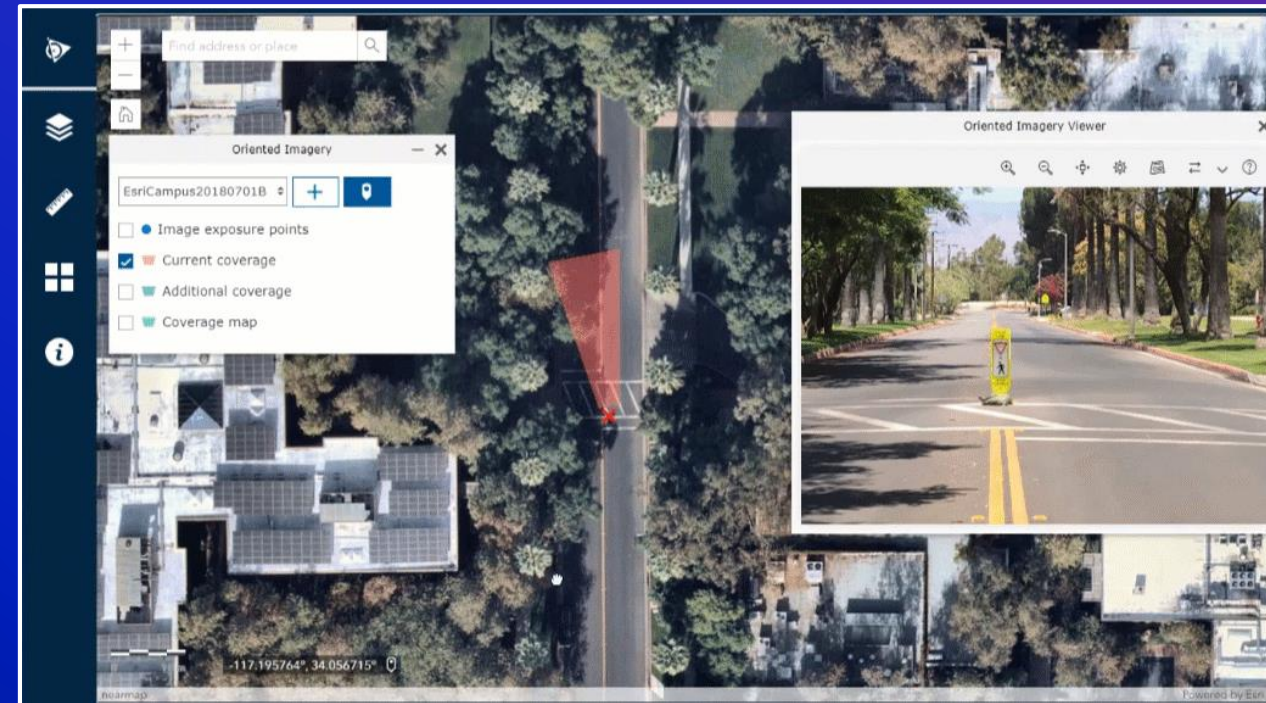 Find address or place
Oriented Imagery
EsriCampus20180701B
Image exposure points
Current coverage
Additional coverage
Coverage map
Oriented Imagery Viewer
-117.195764°, 34.056715°
nearmap
Powered by Esri